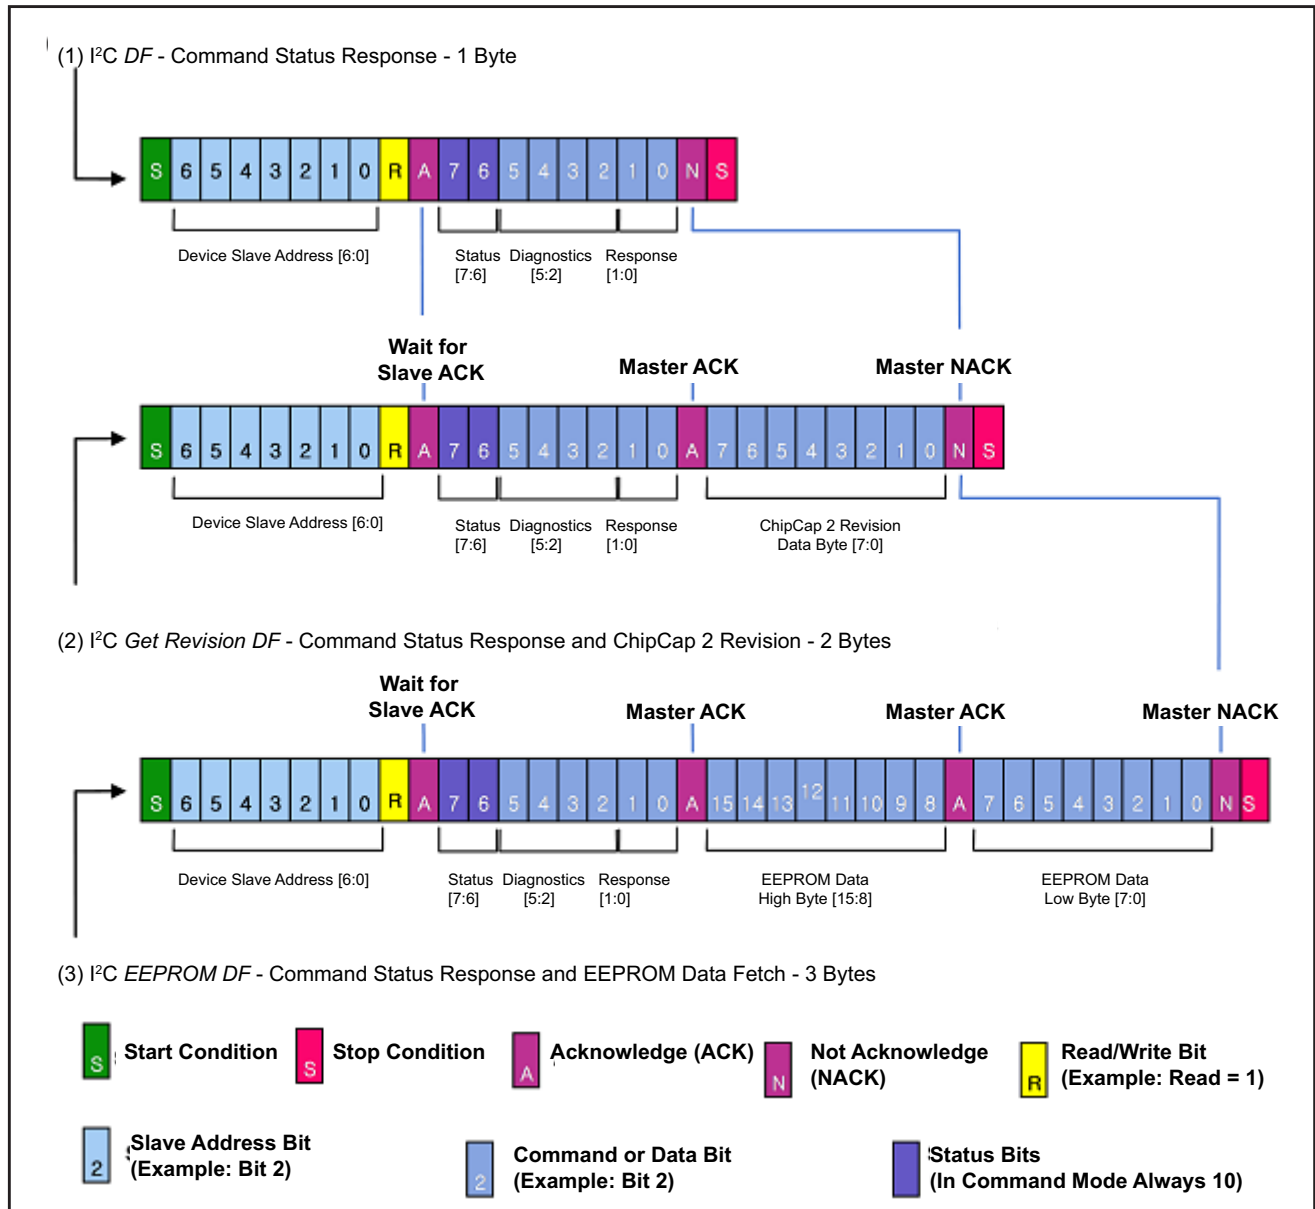 (1) I²C DF - Command Status Response - 1 Byte
S 6 5 4 3 2 1 0 R A 7 6 5 4 3 2 1 0 N S
Device Slave Address [6:0]
Status Diagnostics Response
[7:6] [5:2] [1:0]
Wait for
Slave ACK Master ACK Master NACK
S 6 5 4 3 2 1 0 R A 7 6 5 4 3 2 1 0 A 7 6 5 4 3 2 1 0 N S
Device Slave Address [6:0]
Status Diagnostics Response ChipCap 2 Revision
[7:6] [5:2] [1:0] Data Byte [7:0]
(2) I²C Get Revision DF - Command Status Response and ChipCap 2 Revision - 2 Bytes
Wait for
Slave ACK Master ACK Master ACK Master NACK
S 6 5 4 3 2 1 0 R A 7 6 5 4 3 2 1 0 A 15 14 13 12 11 10 9 8 A 7 6 5 4 3 2 1 0 N S
Device Slave Address [6:0] Status Diagnostics Response EEPROM Data EEPROM Data
[7:6] [5:2] [1:0] High Byte [15:8] Low Byte [7:0]
(3) I²C EEPROM DF - Command Status Response and EEPROM Data Fetch - 3 Bytes
S Start Condition S Stop Condition A Acknowledge (ACK) N Not Acknowledge
(NACK)
R Read/Write Bit
(Example: Read = 1)
2 Slave Address Bit
(Example: Bit 2)
2 Command or Data Bit
(Example: Bit 2)
Status Bits
(In Command Mode Always 10)